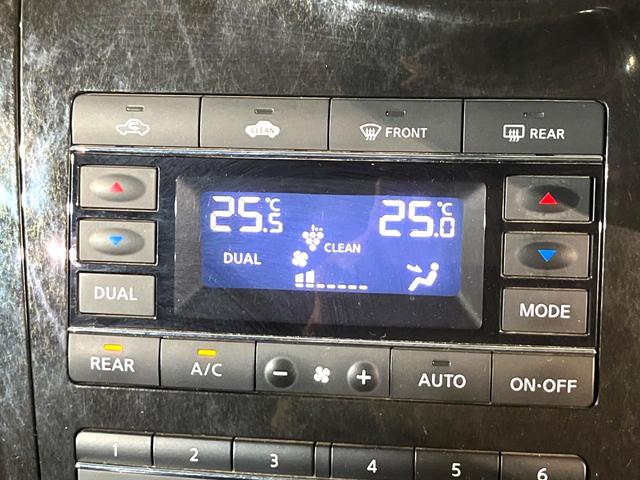 CLEAN FRONT REAR
25.5°C 25.0°C
DUAL CLEAN
DUAL MODE
REAR A/C - + AUTO ON·OFF
1 2 3 4 5 6